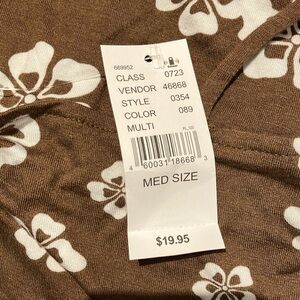 669952
CLASS 0723
VENDOR 46868
STYLE 0354
COLOR 089
MULTI
4 60031 18668 3
MED SIZE
$19.95